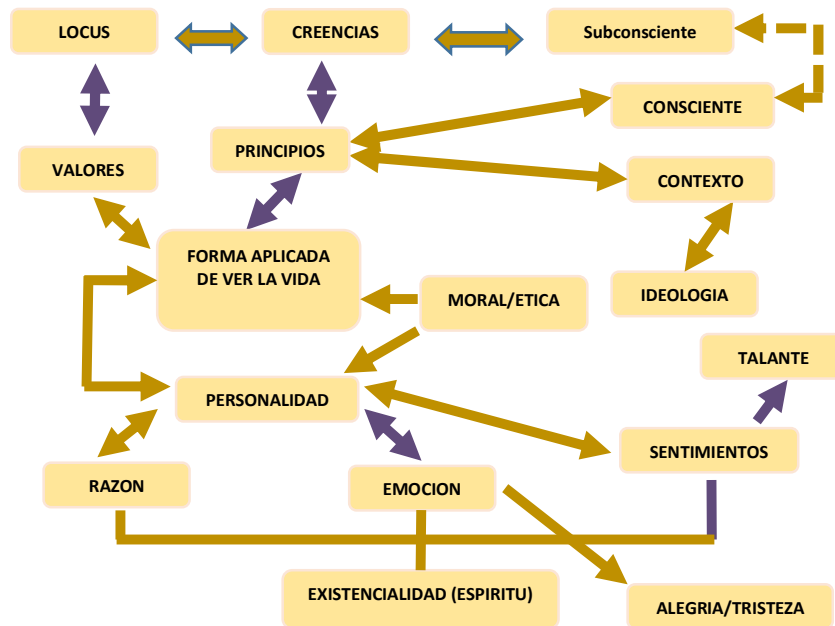 LOCUS
CREENCIAS
Subconsciente
CONSCIENTE
PRINCIPIOS
VALORES
CONTEXTO
FORMA APLICADA
DE VER LA VIDA
MORAL/ETICA
IDEOLOGIA
TALANTE
PERSONALIDAD
SENTIMIENTOS
RAZON
EMOCION
EXISTENCIALIDAD (ESPIRITU)
ALEGRIA/TRISTEZA